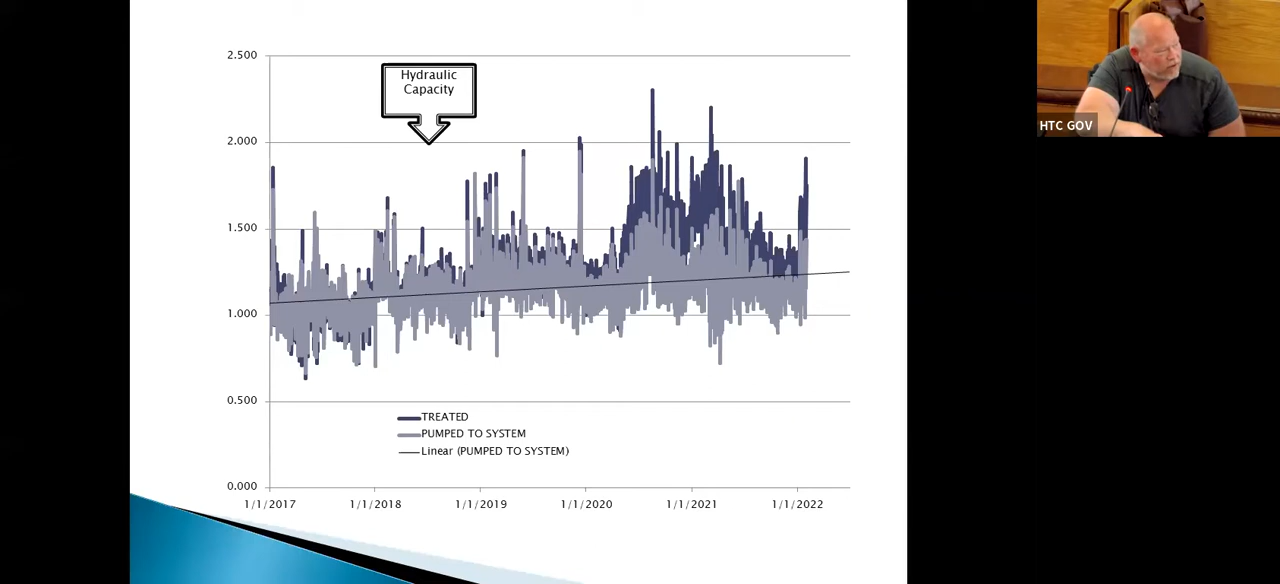 2.500
Hydraulic
Capacity
2.000
1.500
1.000
0.500
TREATED
PUMPED TO SYSTEM
Linear (PUMPED TO SYSTEM)
0.000
1/1/2017 1/1/2018 1/1/2019 1/1/2020 1/1/2021 1/1/2022
HTC GOV